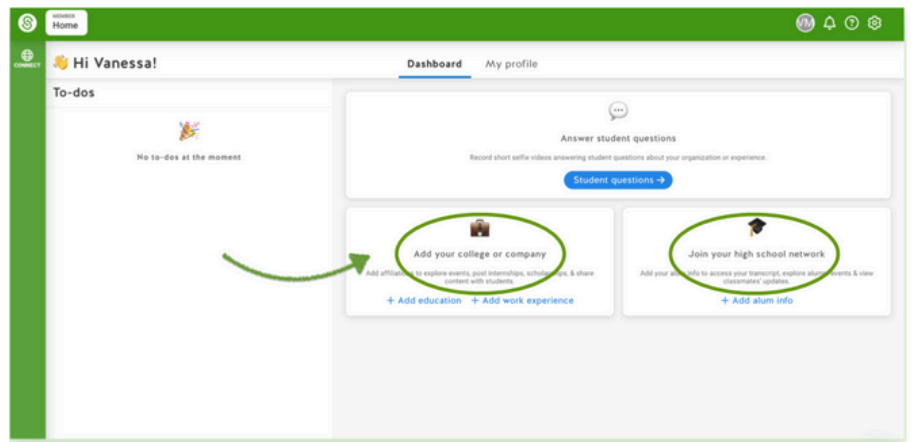 MEMBER
Home
VM
CONNECT
Hi Vanessa!
Dashboard My profile
To-dos
No to-dos at the moment
Answer student questions
Record short selfie videos answering student questions about your organization or experience.
Student questions →
Add your college or company
Add affiliations to explore events, post internships, scholarships, & share
content with students.
+ Add education + Add work experience
Join your high school network
Add your alum info to access your transcript, explore alumni events & view
classmates' updates.
+ Add alum info